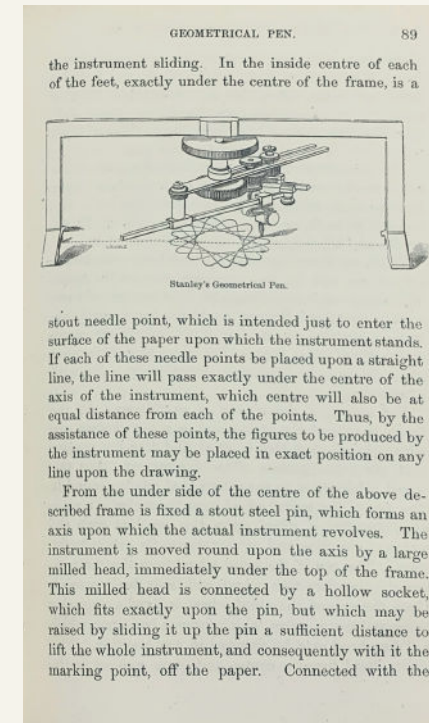 GEOMETRICAL PEN. 89
the instrument sliding. In the inside centre of each
of the feet, exactly under the centre of the frame, is a
Stanley's Geometrical Pen.
stout needle point, which is intended just to enter the
surface of the paper upon which the instrument stands.
If each of these needle points be placed upon a straight
line, the line will pass exactly under the centre of the
axis of the instrument, which centre will also be at
equal distance from each of the points. Thus, by the
assistance of these points, the figures to be produced by
the instrument may be placed in exact position on any
line upon the drawing.
From the under side of the centre of the above de-
scribed frame is fixed a stout steel pin, which forms an
axis upon which the actual instrument revolves. The
instrument is moved round upon the axis by a large
milled head, immediately under the top of the frame.
This milled head is connected by a hollow socket,
which fits exactly upon the pin, but which may be
raised by sliding it up the pin a sufficient distance to
lift the whole instrument, and consequently with it the
marking point, off the paper. Connected with the